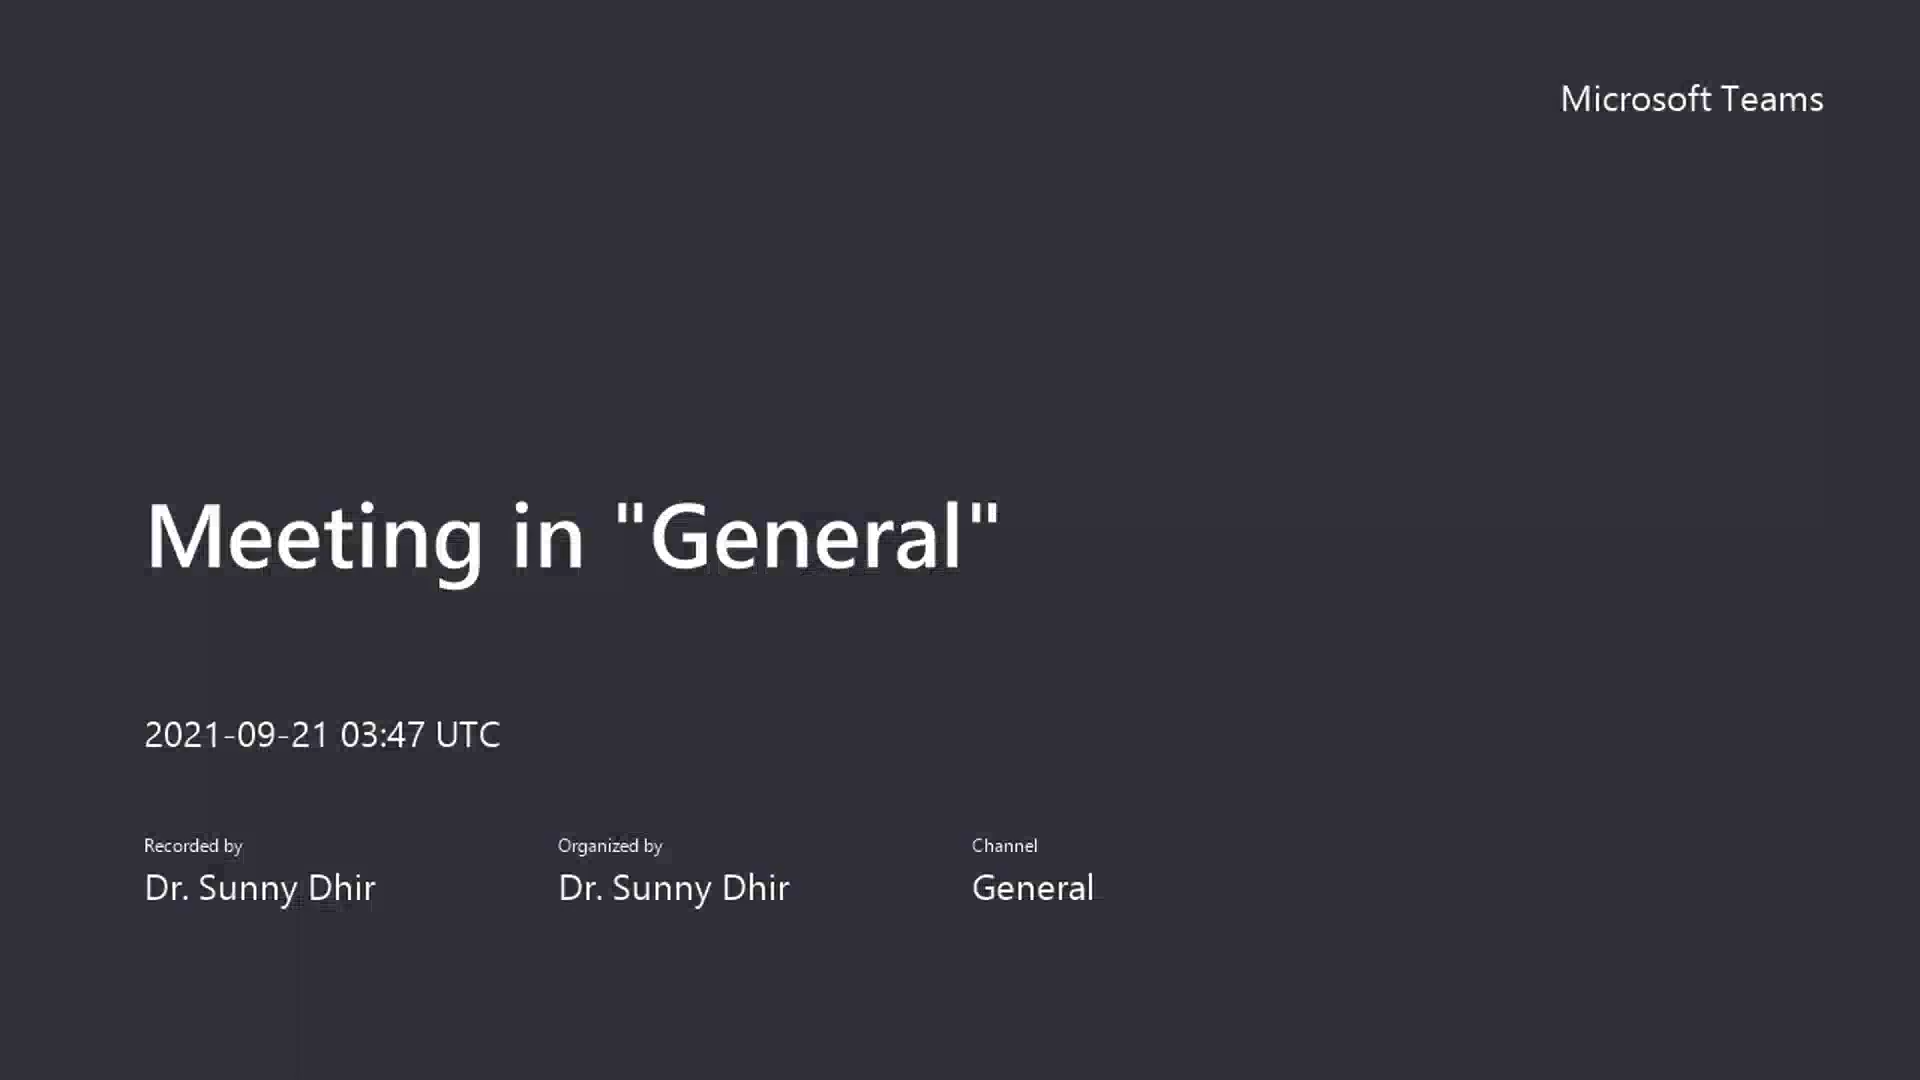 Microsoft Teams
Meeting in "General"
2021-09-21 03:47 UTC
Recorded by
Dr. Sunny Dhir
Organized by
Dr. Sunny Dhir
Channel
General